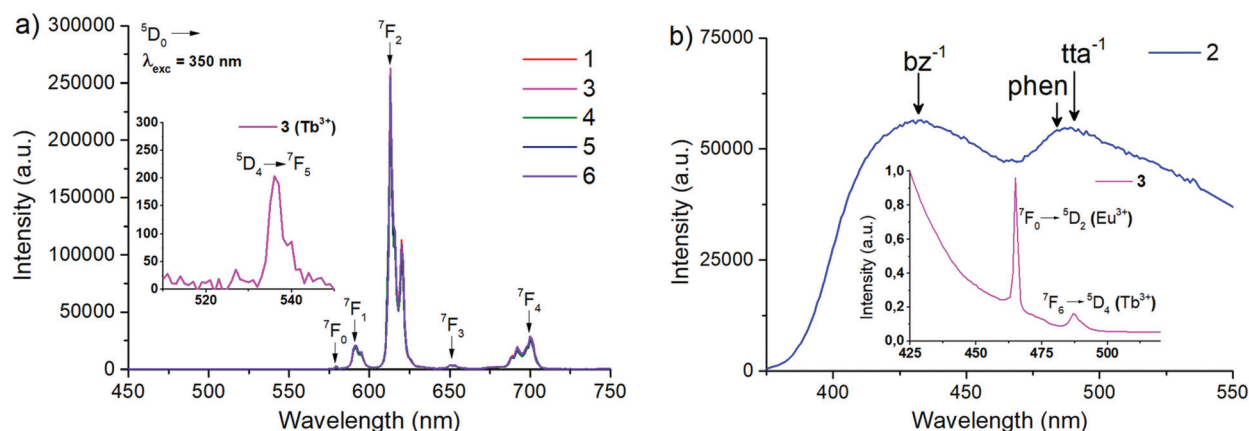 a)
⁵D₀ →
λexc = 350 nm
⁷F₂
1
3
4
5
6
3 (Tb³⁺)
⁵D₄ → ⁷F₅
300
250
200
150
100
50
0
520
540
⁷F₀
⁷F₁
⁷F₃
⁷F₄
Intensity (a.u.)
300000
250000
200000
150000
100000
50000
0
450
500
550
600
650
700
750
Wavelength (nm)
b)
bz⁻¹
phen
tta⁻¹
2
Intensity (a.u.)
75000
50000
25000
0
3
⁷F₀ → ⁵D₂ (Eu³⁺)
⁷F₆ → ⁵D₄ (Tb³⁺)
Intensity (a.u.)
1,0
0,8
0,6
0,4
0,2
0,0
425
450
475
500
400
450
500
550
Wavelength (nm)